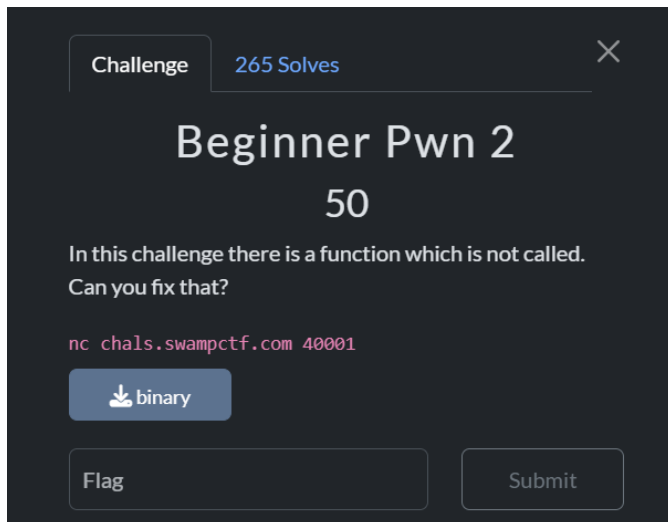 Challenge
265 Solves
Beginner Pwn 2
50
In this challenge there is a function which is not called.
Can you fix that?
nc chals.swampctf.com 40001
binary
Flag
Submit